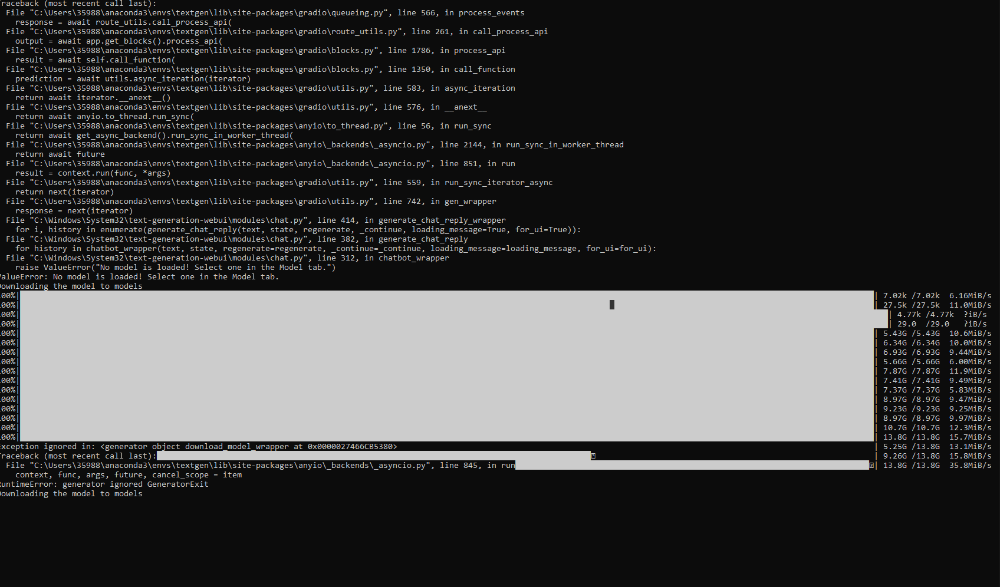 raceback (most recent call last):
File "C:\Users\35988\anaconda3\envs\textgen\lib\site-packages\gradio\queueing.py", line 566, in process_events
response = await route_utils.call_process_api(
File "C:\Users\35988\anaconda3\envs\textgen\lib\site-packages\gradio\route_utils.py", line 261, in call_process_api
output = await app.get_blocks().process_api(
File "C:\Users\35988\anaconda3\envs\textgen\lib\site-packages\gradio\blocks.py", line 1786, in process_api
result = await self.call_function(
File "C:\Users\35988\anaconda3\envs\textgen\lib\site-packages\gradio\blocks.py", line 1350, in call_function
prediction = await utils.async_iteration(iterator)
File "C:\Users\35988\anaconda3\envs\textgen\lib\site-packages\gradio\utils.py", line 583, in async_iteration
return await iterator.__anext__()
File "C:\Users\35988\anaconda3\envs\textgen\lib\site-packages\gradio\utils.py", line 576, in __anext__
return await anyio.to_thread.run_sync(
File "C:\Users\35988\anaconda3\envs\textgen\lib\site-packages\anyio\to_thread.py", line 56, in run_sync
return await get_async_backend().run_sync_in_worker_thread(
File "C:\Users\35988\anaconda3\envs\textgen\lib\site-packages\anyio\_backends\_asyncio.py", line 2144, in run_sync_in_worker_thread
return await future
File "C:\Users\35988\anaconda3\envs\textgen\lib\site-packages\anyio\_backends\_asyncio.py", line 851, in run
result = context.run(func, *args)
File "C:\Users\35988\anaconda3\envs\textgen\lib\site-packages\gradio\utils.py", line 559, in run_sync_iterator_async
return next(iterator)
File "C:\Users\35988\anaconda3\envs\textgen\lib\site-packages\gradio\utils.py", line 742, in gen_wrapper
response = next(iterator)
File "C:\Windows\System32\text-generation-webui\modules\chat.py", line 414, in generate_chat_reply_wrapper
for i, history in enumerate(generate_chat_reply(text, state, regenerate, _continue, loading_message=True, for_ui=True)):
File "C:\Windows\System32\text-generation-webui\modules\chat.py", line 382, in generate_chat_reply
for history in chatbot_wrapper(text, state, regenerate=regenerate, _continue=_continue, loading_message=loading_message, for_ui=for_ui):
File "C:\Windows\System32\text-generation-webui\modules\chat.py", line 312, in chatbot_wrapper
raise ValueError("No model is loaded! Select one in the Model tab.")
ValueError: No model is loaded! Select one in the Model tab.
Downloading the model to models
00%| | 7.02k /7.02k 6.16MiB/s
00%| | 27.5k /27.5k 11.0MiB/s
00%| | 4.77k /4.77k ?iB/s
00%| | 29.0 /29.0 ?iB/s
00%| | 5.43G /5.43G 10.6MiB/s
00%| | 6.34G /6.34G 10.0MiB/s
00%| | 6.93G /6.93G 9.44MiB/s
00%| | 5.66G /5.66G 6.00MiB/s
00%| | 7.87G /7.87G 11.9MiB/s
00%| | 7.41G /7.41G 9.49MiB/s
00%| | 7.37G /7.37G 5.83MiB/s
00%| | 8.97G /8.97G 9.47MiB/s
00%| | 9.23G /9.23G 9.25MiB/s
00%| | 8.97G /8.97G 9.97MiB/s
00%| | 10.7G /10.7G 12.3MiB/s
00%| | 13.8G /13.8G 15.7MiB/s
Exception ignored in: <generator object download_model_wrapper at 0x0000027466CB5380> | 5.25G /13.8G 13.1MiB/s
raceback (most recent call last): | 9.26G /13.8G 15.8MiB/s
File "C:\Users\35988\anaconda3\envs\textgen\lib\site-packages\anyio\_backends\_asyncio.py", line 845, in run | 13.8G /13.8G 35.8MiB/s
context, func, args, future, cancel_scope = item
RuntimeError: generator ignored GeneratorExit
Downloading the model to models